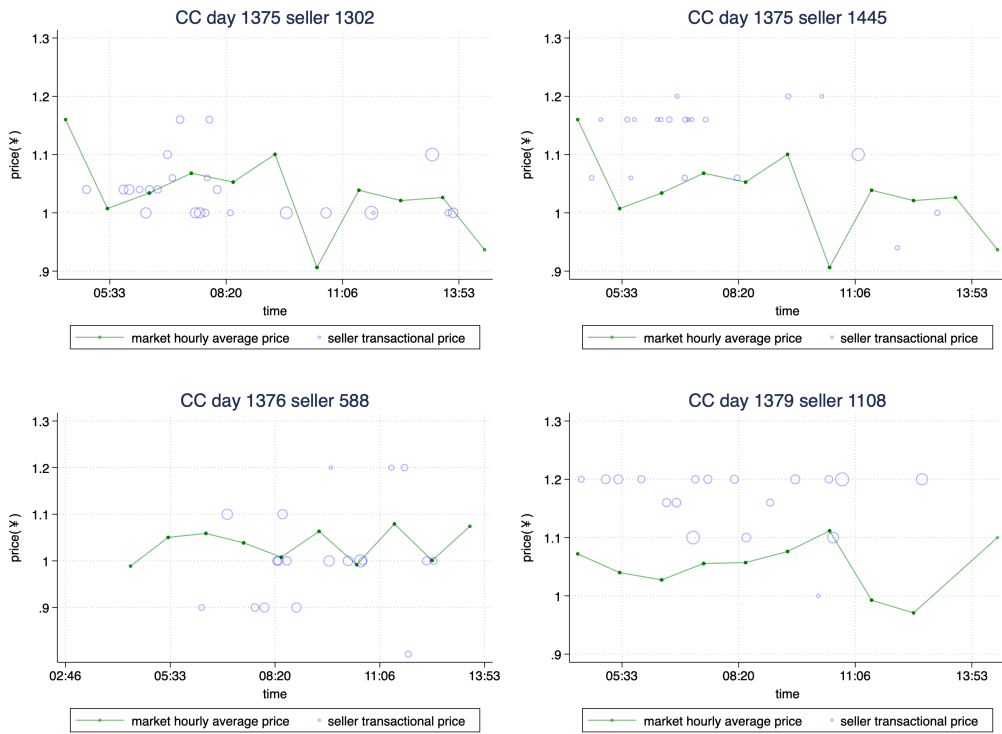 CC day 1375 seller 1302
price(¥)
1.3
1.2
1.1
1
.9
05:33 08:20 11:06 13:53
time
market hourly average price seller transactional price
CC day 1375 seller 1445
price(¥)
1.3
1.2
1.1
1
.9
05:33 08:20 11:06 13:53
time
market hourly average price seller transactional price
CC day 1376 seller 588
price(¥)
1.3
1.2
1.1
1
.9
02:46 05:33 08:20 11:06 13:53
time
market hourly average price seller transactional price
CC day 1379 seller 1108
price(¥)
1.3
1.2
1.1
1
.9
05:33 08:20 11:06 13:53
time
market hourly average price seller transactional price